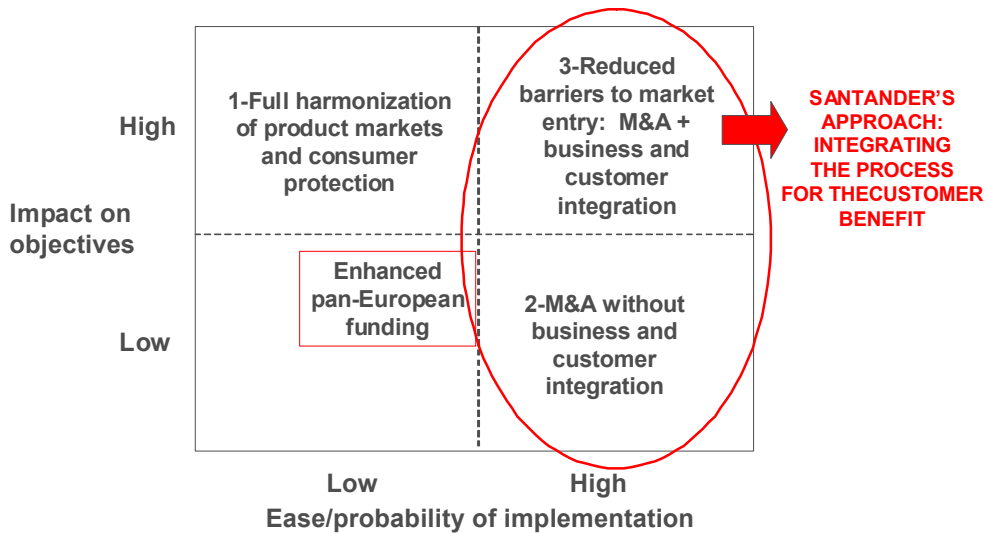 1-Full harmonization
of product markets
and consumer
protection
3-Reduced
barriers to market
entry: M&A +
business and
customer
integration
SANTANDER'S
APPROACH:
INTEGRATING
THE PROCESS
FOR THECUSTOMER
BENEFIT
High
Impact on
objectives
Low
Enhanced
pan-European
funding
2-M&A without
business and
customer
integration
Low
High
Ease/probability of implementation